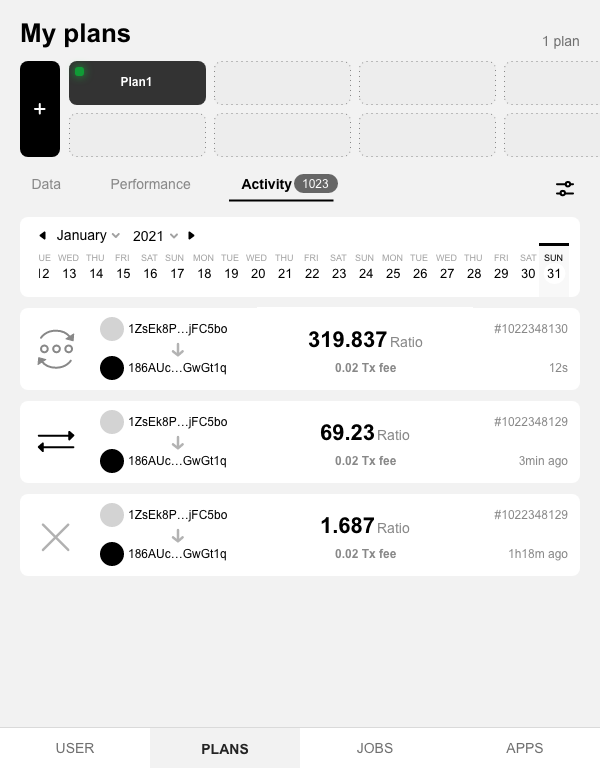 My plans
1 plan
+
Plan1
Data Performance Activity 1023
January 2021
UE WED THU FRI SAT SUN MON TUE WED THU FRI SAT SUN MON TUE WED THU FRI SAT SUN
12 13 14 15 16 17 18 19 20 21 22 23 24 25 26 27 28 29 30 31
1ZsEk8P...jFC5bo
186AUc...GwGt1q
319.837 Ratio
0.02 Tx fee
#1022348130
12s
1ZsEk8P...jFC5bo
186AUc...GwGt1q
69.23 Ratio
0.02 Tx fee
#1022348129
3min ago
1ZsEk8P...jFC5bo
186AUc...GwGt1q
1.687 Ratio
0.02 Tx fee
#1022348129
1h18m ago
USER PLANS JOBS APPS